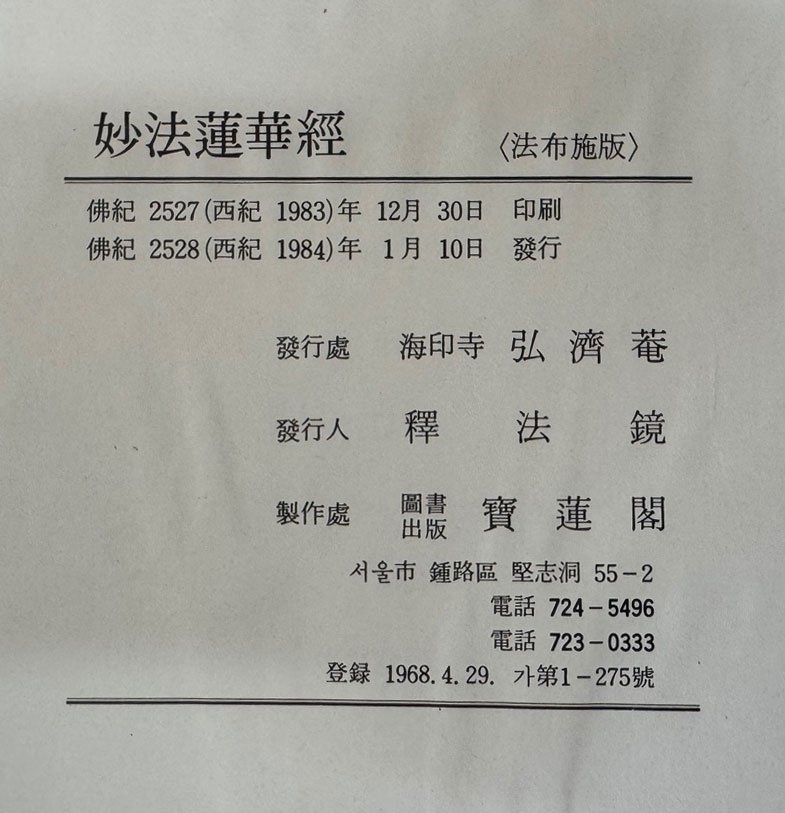 妙法蓮華經 〈法布施版〉
佛紀 2527(西紀 1983)年 12月 30日 印刷
佛紀 2528(西紀 1984)年 1月 10日 發行
發行處 海印寺 弘濟菴
發行人 釋法鏡
製作處 圖書出版 寶蓮閣
서울市 鍾路區 堅志洞 55-2
電話 724-5496
電話 723-0333
登録 1968.4.29. 가第1-275號